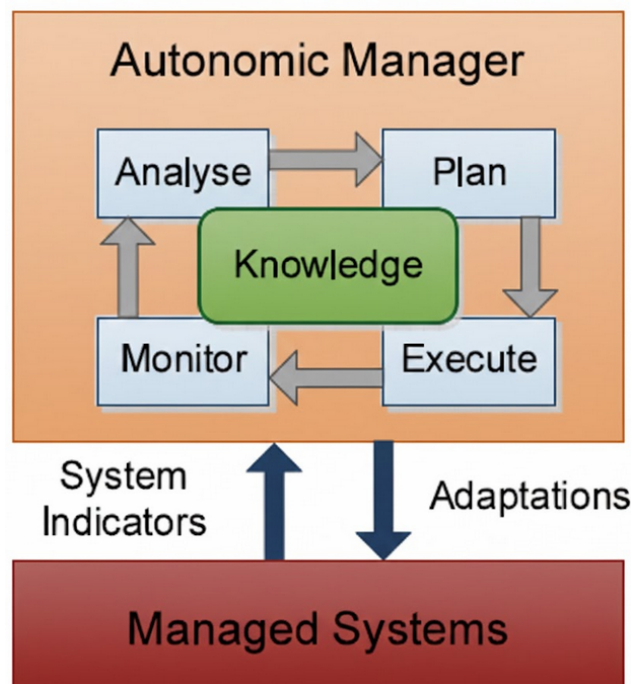 Autonomic Manager
Analyse
Plan
Knowledge
Monitor
Execute
System
Indicators
Adaptations
Managed Systems